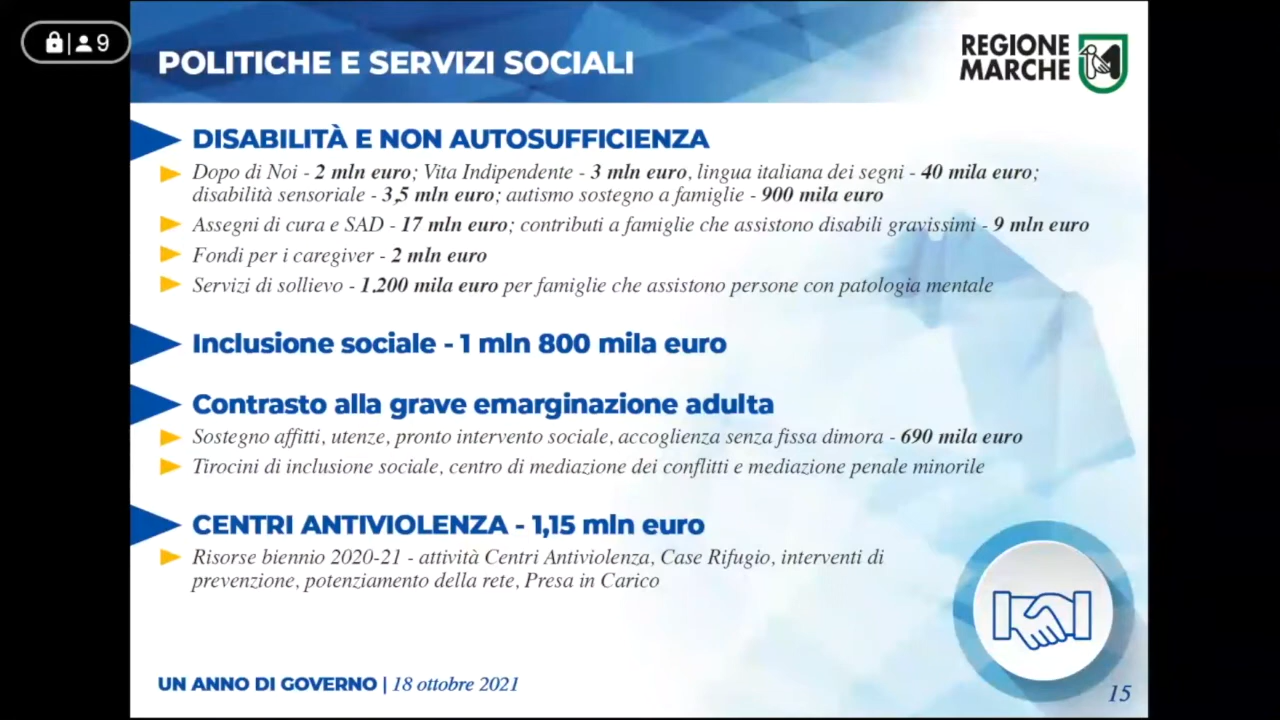 9
POLITICHE E SERVIZI SOCIALI
REGIONE
MARCHE
DISABILITÀ E NON AUTOSUFFICIENZA
Dopo di Noi - 2 mln euro; Vita Indipendente - 3 mln euro, lingua italiana dei segni - 40 mila euro;
disabilità sensoriale - 3,5 mln euro; autismo sostegno a famiglie - 900 mila euro
Assegni di cura e SAD - 17 mln euro; contributi a famiglie che assistono disabili gravissimi - 9 mln euro
Fondi per i caregiver - 2 mln euro
Servizi di sollievo - 1.200 mila euro per famiglie che assistono persone con patologia mentale
Inclusione sociale - 1 mln 800 mila euro
Contrasto alla grave emarginazione adulta
Sostegno affitti, utenze, pronto intervento sociale, accoglienza senza fissa dimora - 690 mila euro
Tirocini di inclusione sociale, centro di mediazione dei conflitti e mediazione penale minorile
CENTRI ANTIVIOLENZA - 1,15 mln euro
Risorse biennio 2020-21 - attività Centri Antiviolenza, Case Rifugio, interventi di
prevenzione, potenziamento della rete, Presa in Carico
UN ANNO DI GOVERNO | 18 ottobre 2021
15